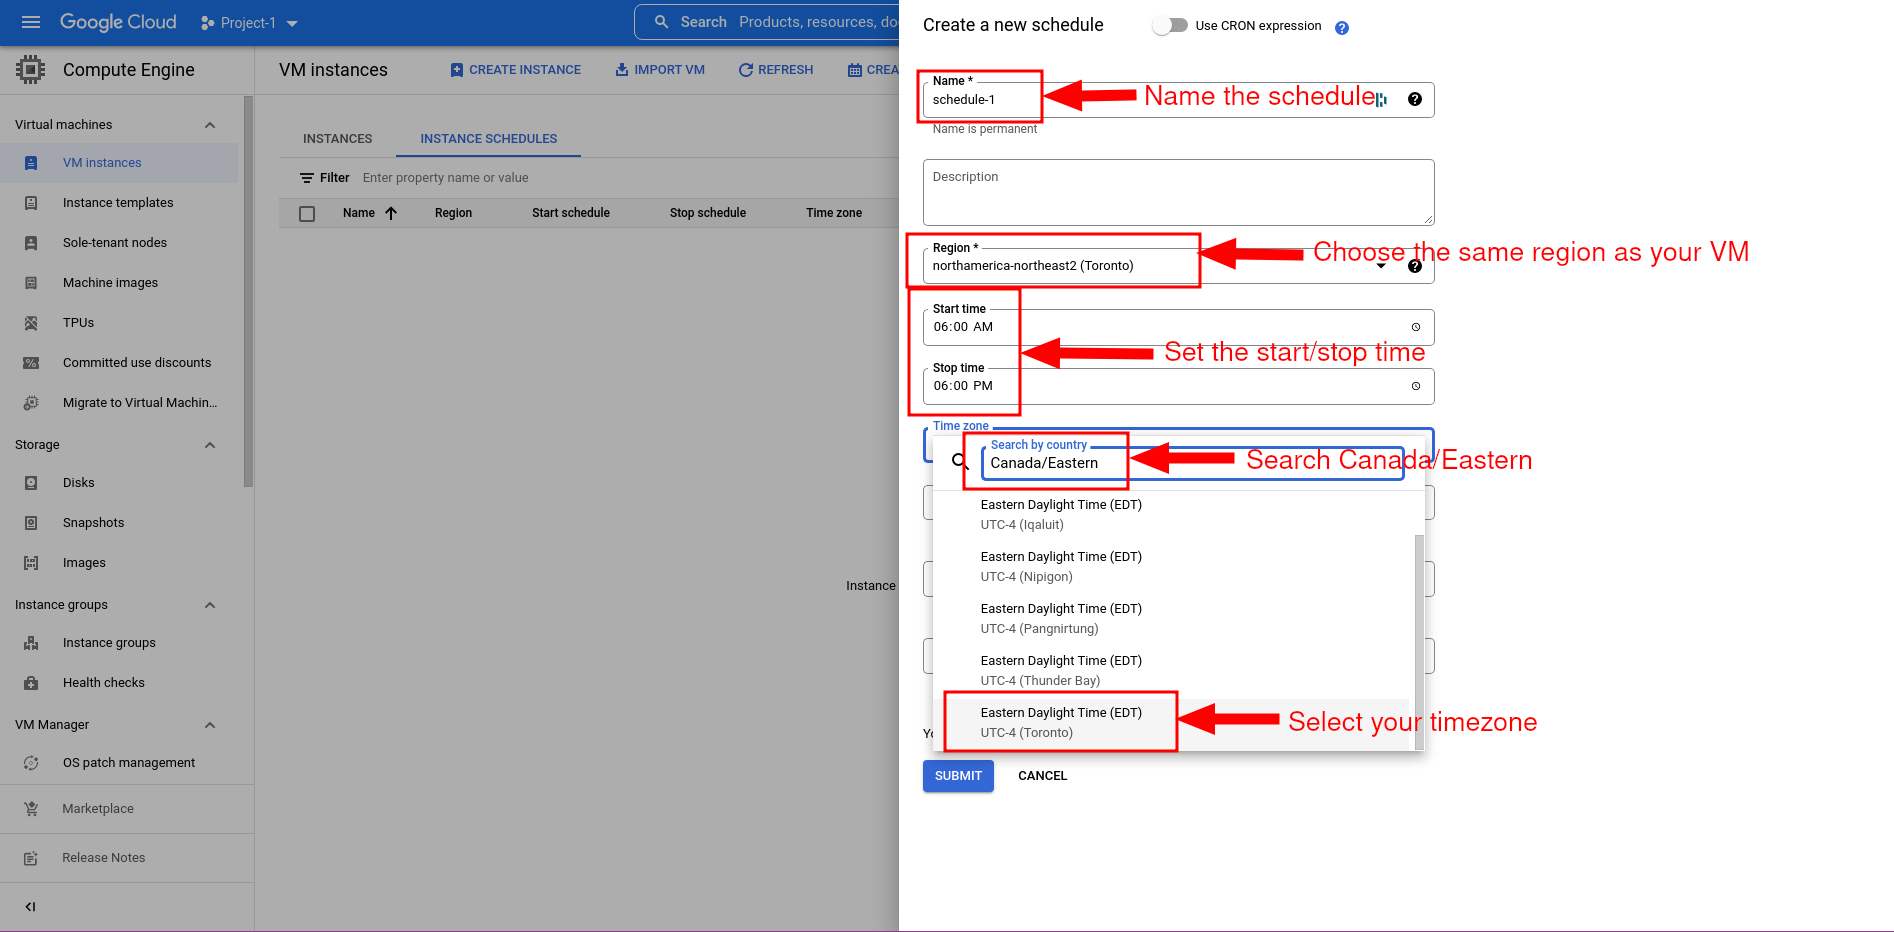 Google Cloud
Project-1
Search Products, resources, do
Compute Engine
VM instances
CREATE INSTANCE
IMPORT VM
REFRESH
CREA
Virtual machines
VM instances
Instance templates
Sole-tenant nodes
Machine images
TPUs
Committed use discounts
Migrate to Virtual Machin...
Storage
Disks
Snapshots
Images
Instance groups
Instance groups
Health checks
VM Manager
OS patch management
Marketplace
Release Notes
INSTANCES
INSTANCE SCHEDULES
Filter Enter property name or value
Name Region Start schedule Stop schedule Time zone
Instance
Create a new schedule
Use CRON expression
Name *
schedule-1
Name the schedule
Name is permanent
Description
Region *
northamerica-northeast2 (Toronto)
Choose the same region as your VM
Start time
06:00 AM
Set the start/stop time
Stop time
06:00 PM
Time zone
Search by country
Canada/Eastern
Search Canada/Eastern
Eastern Daylight Time (EDT)
UTC-4 (Iqaluit)
Eastern Daylight Time (EDT)
UTC-4 (Nipigon)
Eastern Daylight Time (EDT)
UTC-4 (Pangnirtung)
Eastern Daylight Time (EDT)
UTC-4 (Thunder Bay)
Eastern Daylight Time (EDT)
UTC-4 (Toronto)
Select your timezone
SUBMIT
CANCEL